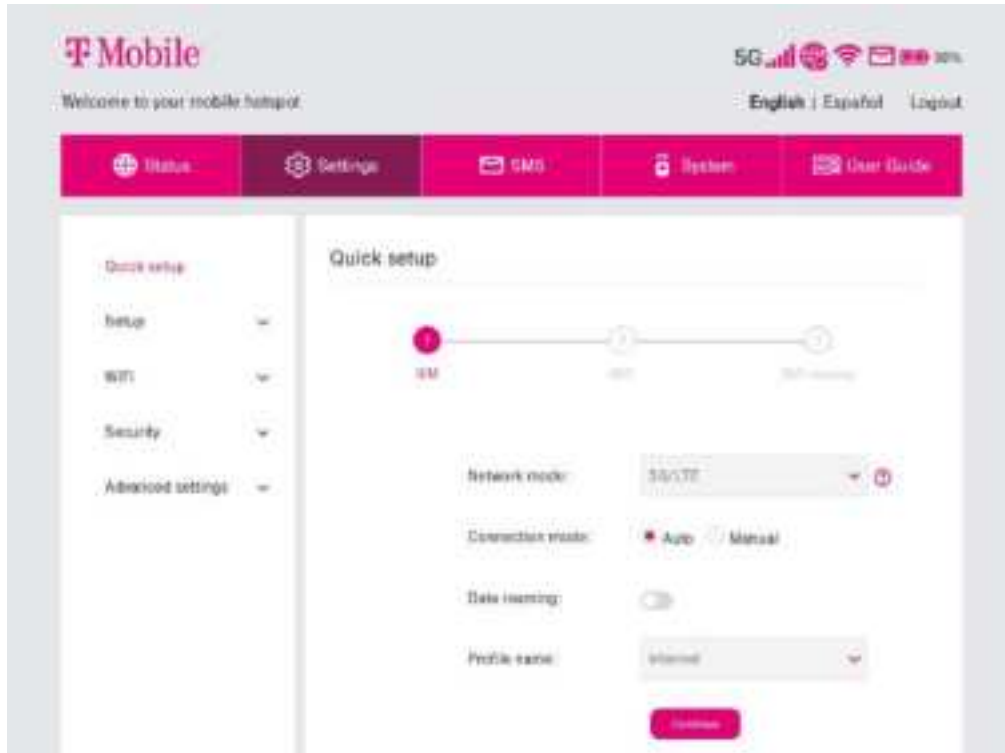 T Mobile
5G
Welcome to your mobile hotspot
English | Español Logout
Status Settings SMS System User Guide
Quick setup
Setup
WiFi
Security
Advanced settings
Quick setup
1
SIM
Network mode: 5G/LTE
Connection mode: Auto Manual
Data roaming:
Profile name: Internet
Continue